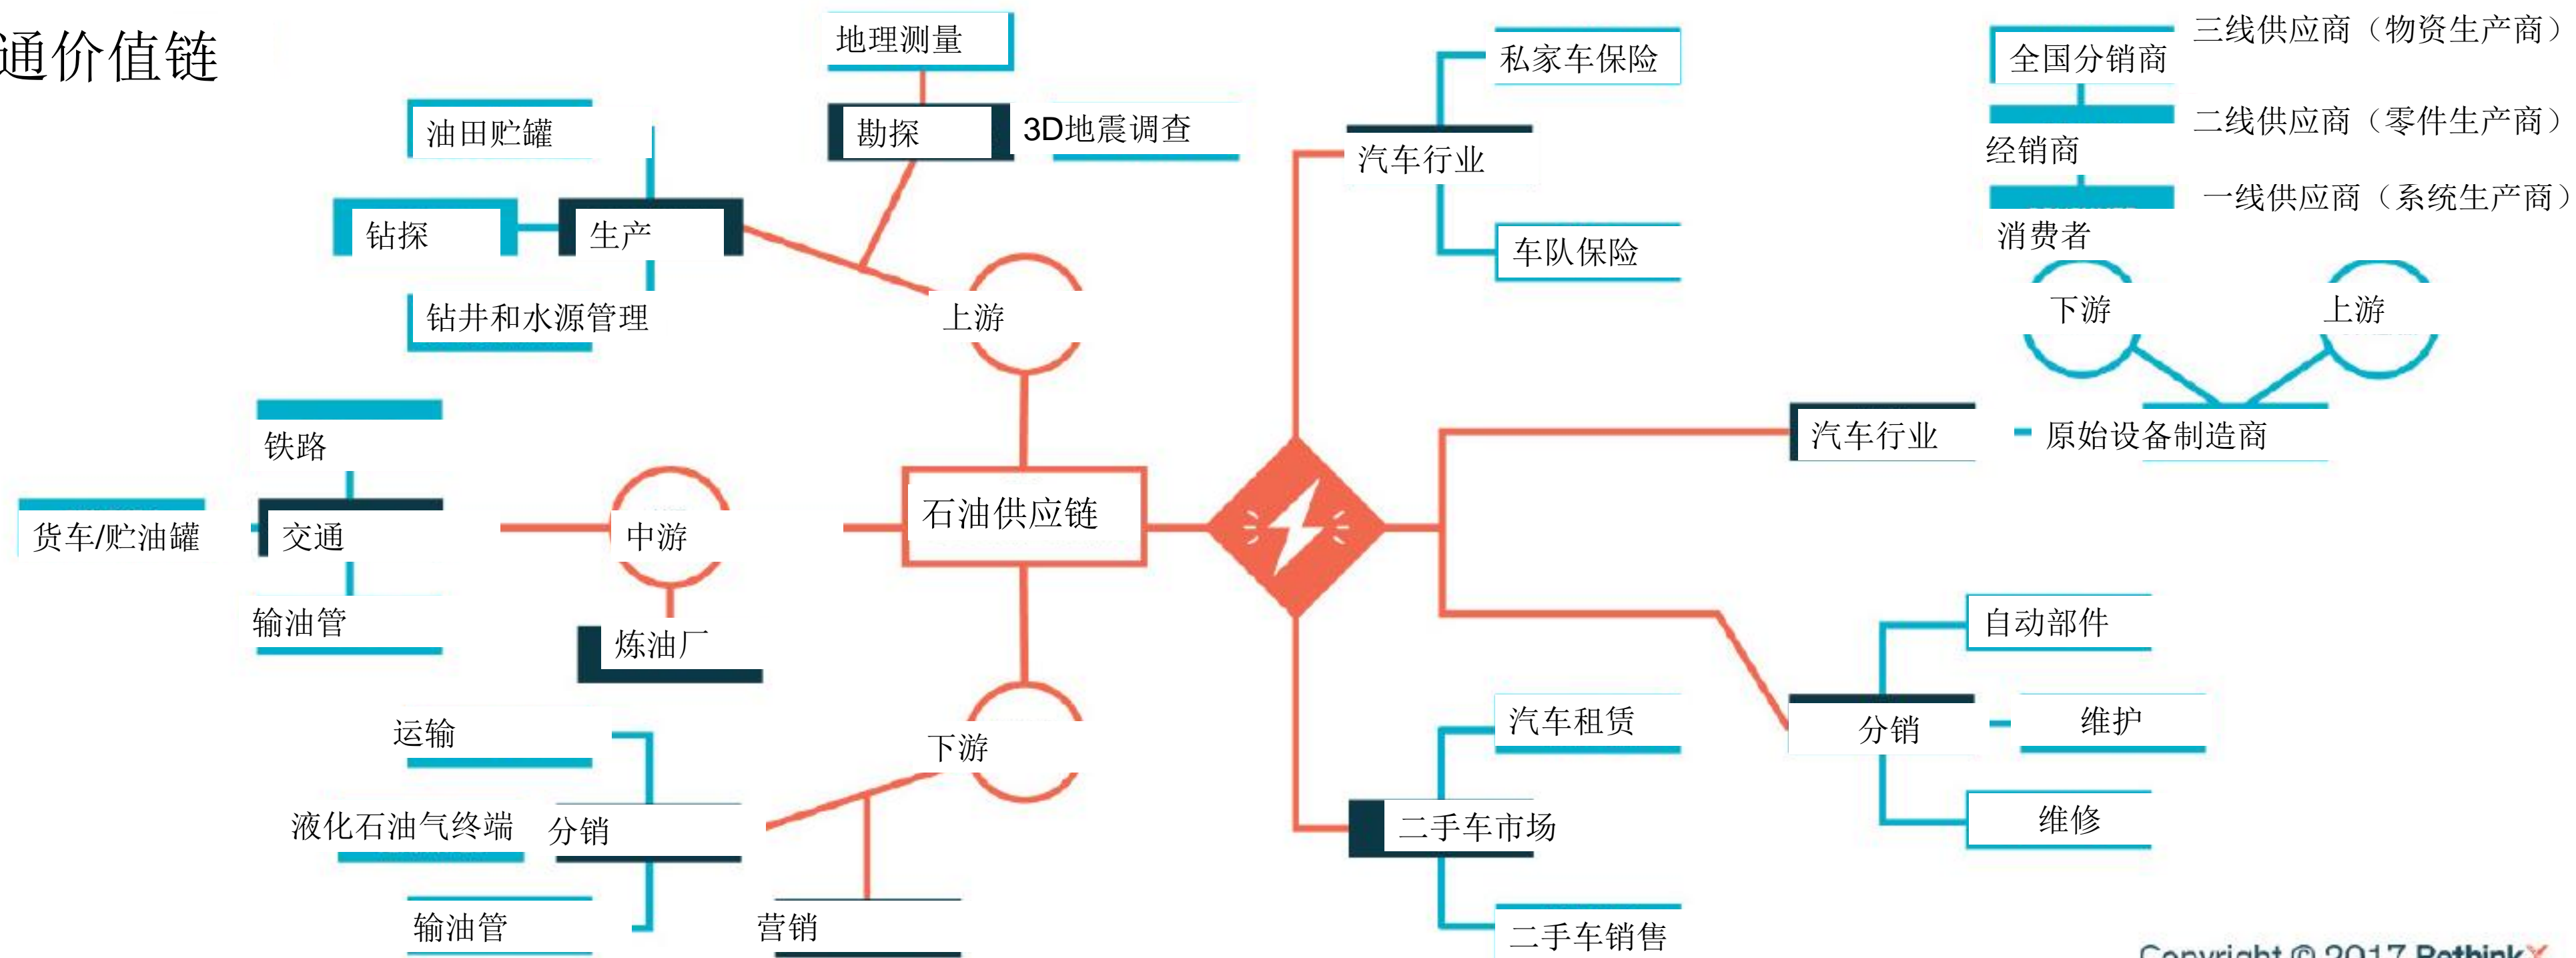 通价值链
地理测量
勘探
3D地震调查
油田贮罐
钻探
生产
钻井和水源管理
上游
铁路
货车/贮油罐
交通
输油管
中游
炼油厂
石油供应链
运输
液化石油气终端
分销
输油管
下游
营销
私家车保险
汽车行业
车队保险
全国分销商
三线供应商（物资生产商）
经销商
二线供应商（零件生产商）
消费者
一线供应商（系统生产商）
下游
上游
汽车行业
原始设备制造商
自动部件
分销
维护
维修
汽车租赁
二手车市场
二手车销售
Copyright © 2017 RethinkX